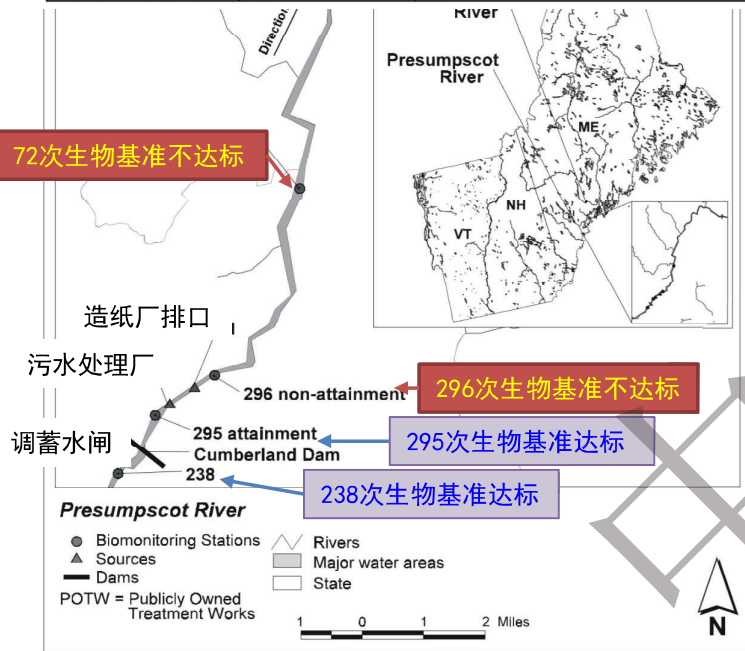 River
Direction
Presumpscot
River
ME
NH
VT
72次生物基准不达标
造纸厂排口
污水处理厂
296 non-attainment
296次生物基准不达标
295 attainment
295次生物基准达标
调蓄水闸
Cumberland Dam
238
238次生物基准达标
Presumpscot River
Biomonitoring Stations
Sources
Dams
POTW = Publicly Owned
Treatment Works
Rivers
Major water areas
State
1 0 1 2 Miles
N